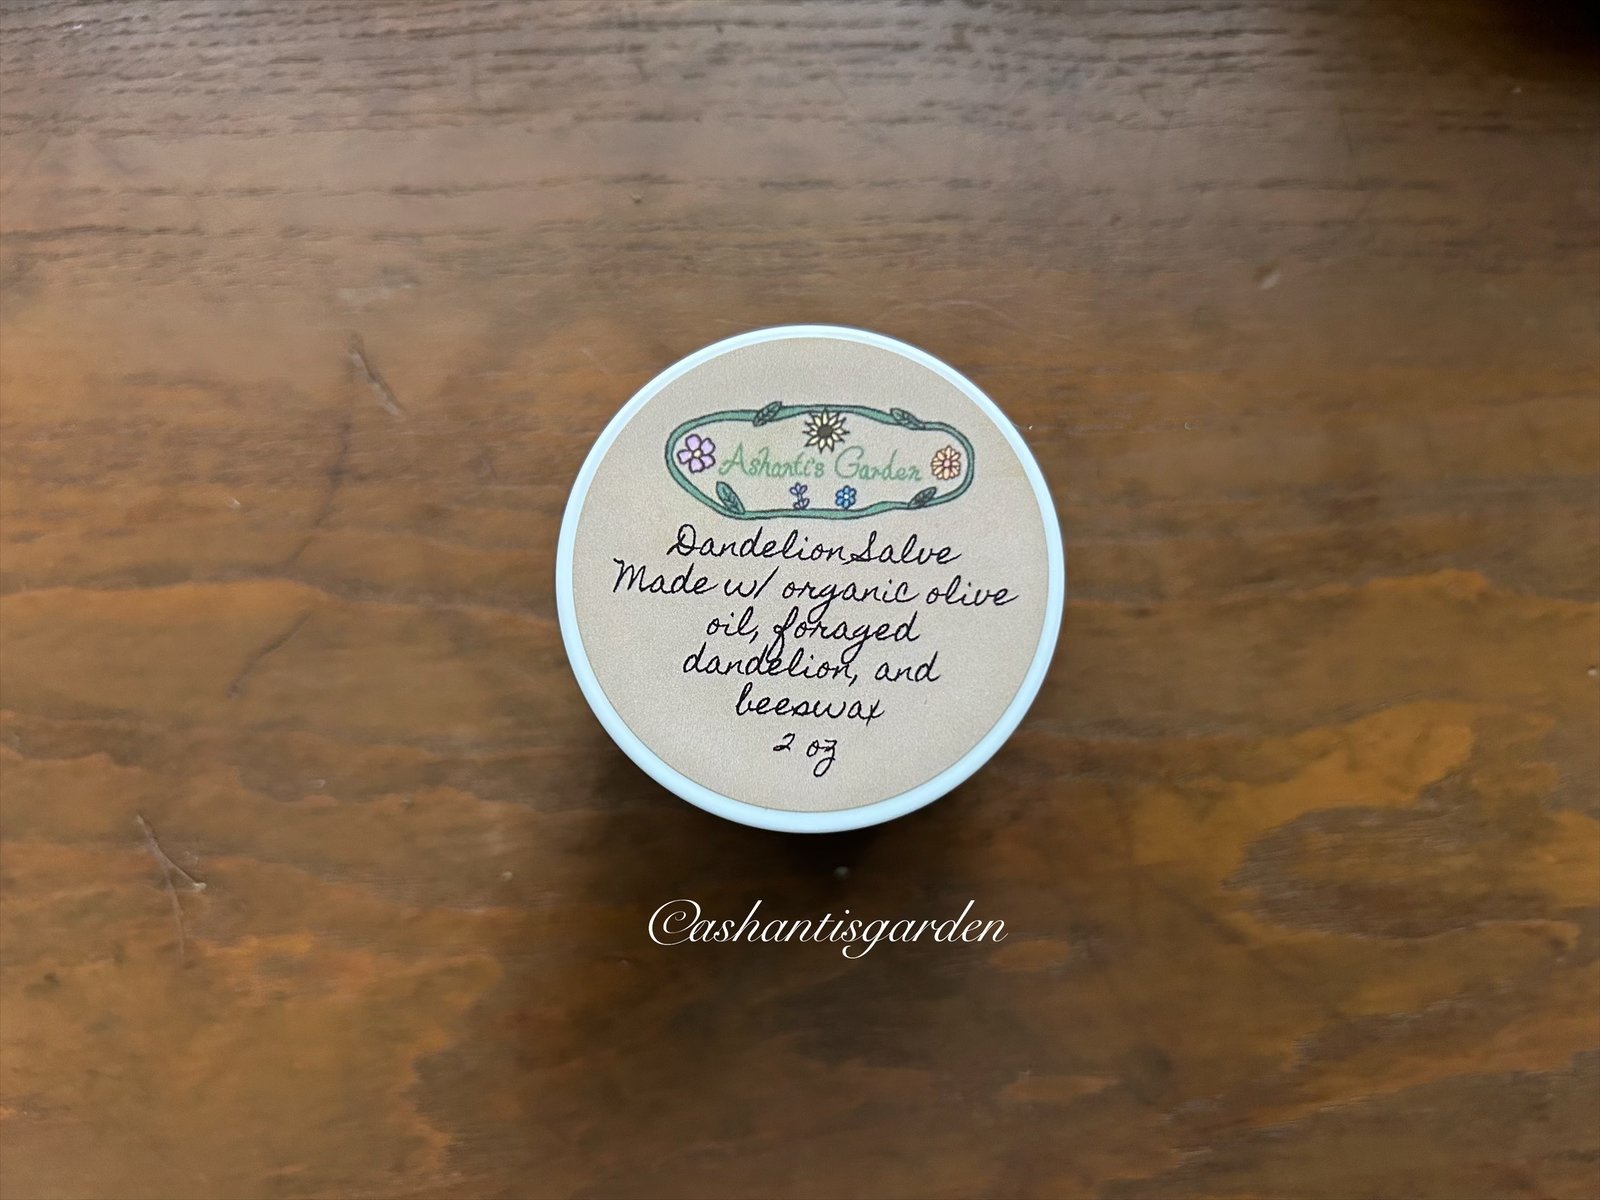 Ashanti's Garden
Dandelion Salve
Made w/ organic olive
oil, foraged
dandelion, and
beeswax
2 oz
@ashantisgarden